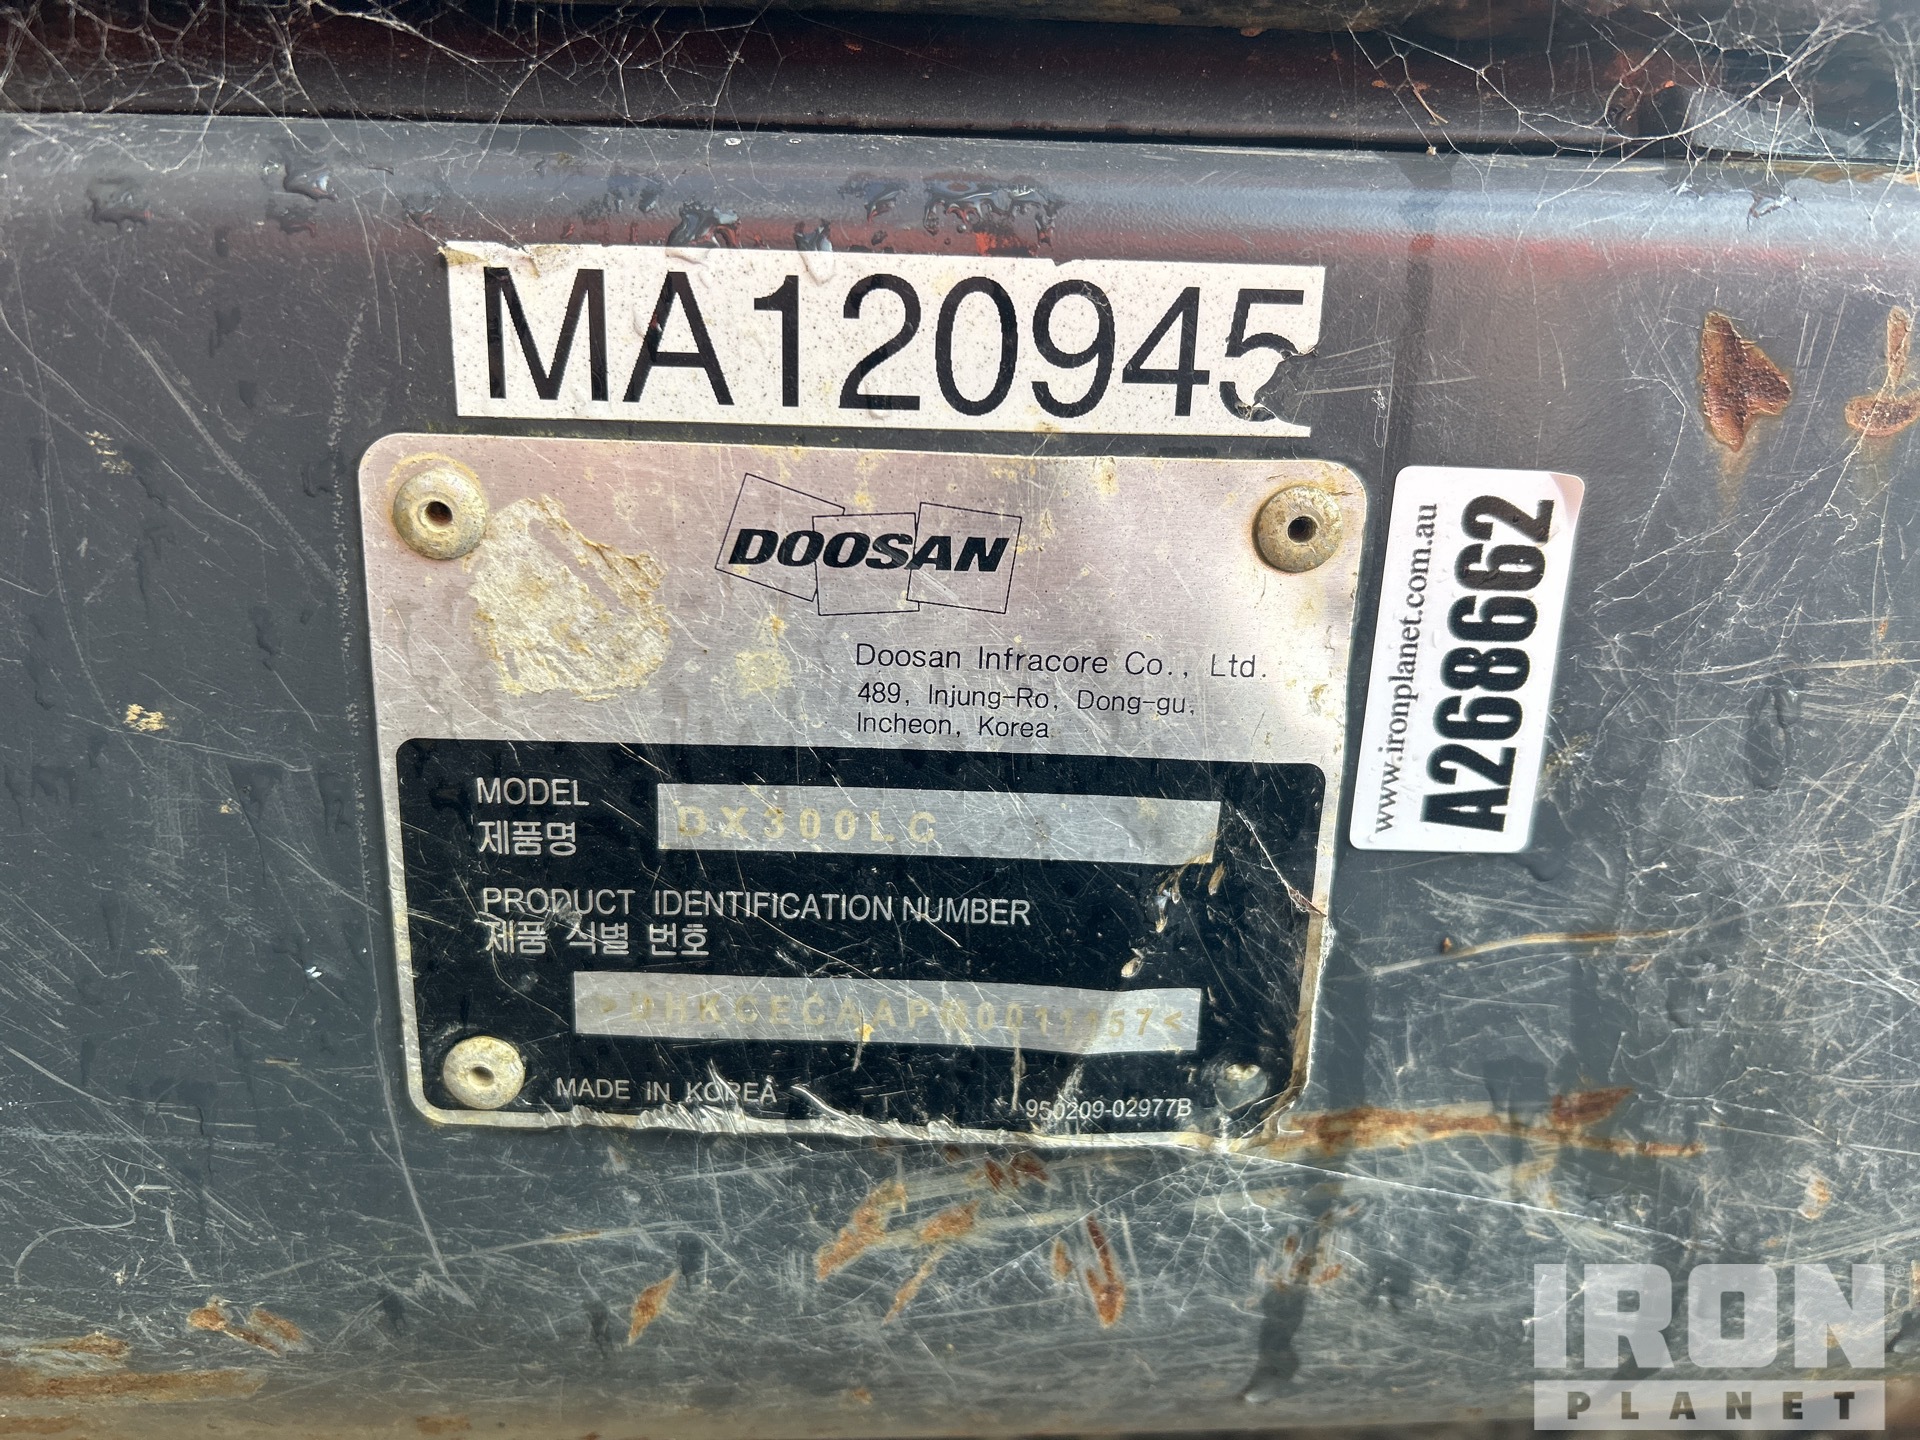 MA120945
DOOSAN
Doosan Infracore Co., Ltd.
489, Injung-Ro, Dong-gu,
Incheon, Korea
www.ironplanet.com.au
A268662
MODEL
제품명
DX300LC
PRODUCT IDENTIFICATION NUMBER
제품 식별 번호
MADE IN KOREA
950209-02977B
IRON
PLANET